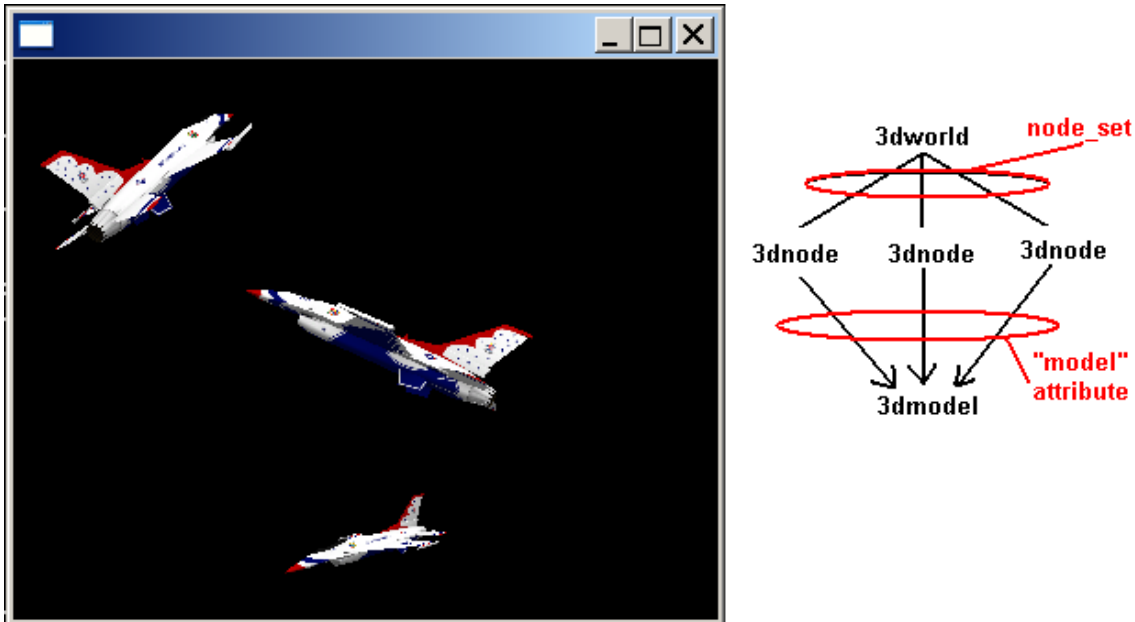 3dworld
node_set
3dnode
3dnode
3dnode
"model"
attribute
3dmodel